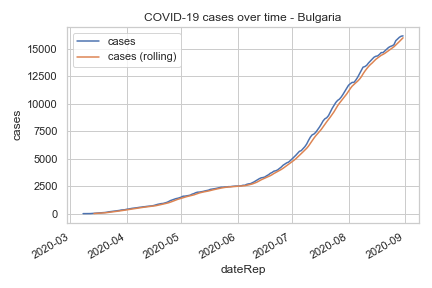 COVID-19 cases over time - Bulgaria
cases
cases (rolling)
15000
12500
10000
7500
5000
2500
0
cases
2020-03
2020-04
2020-05
2020-06
2020-07
2020-08
2020-09
dateRep